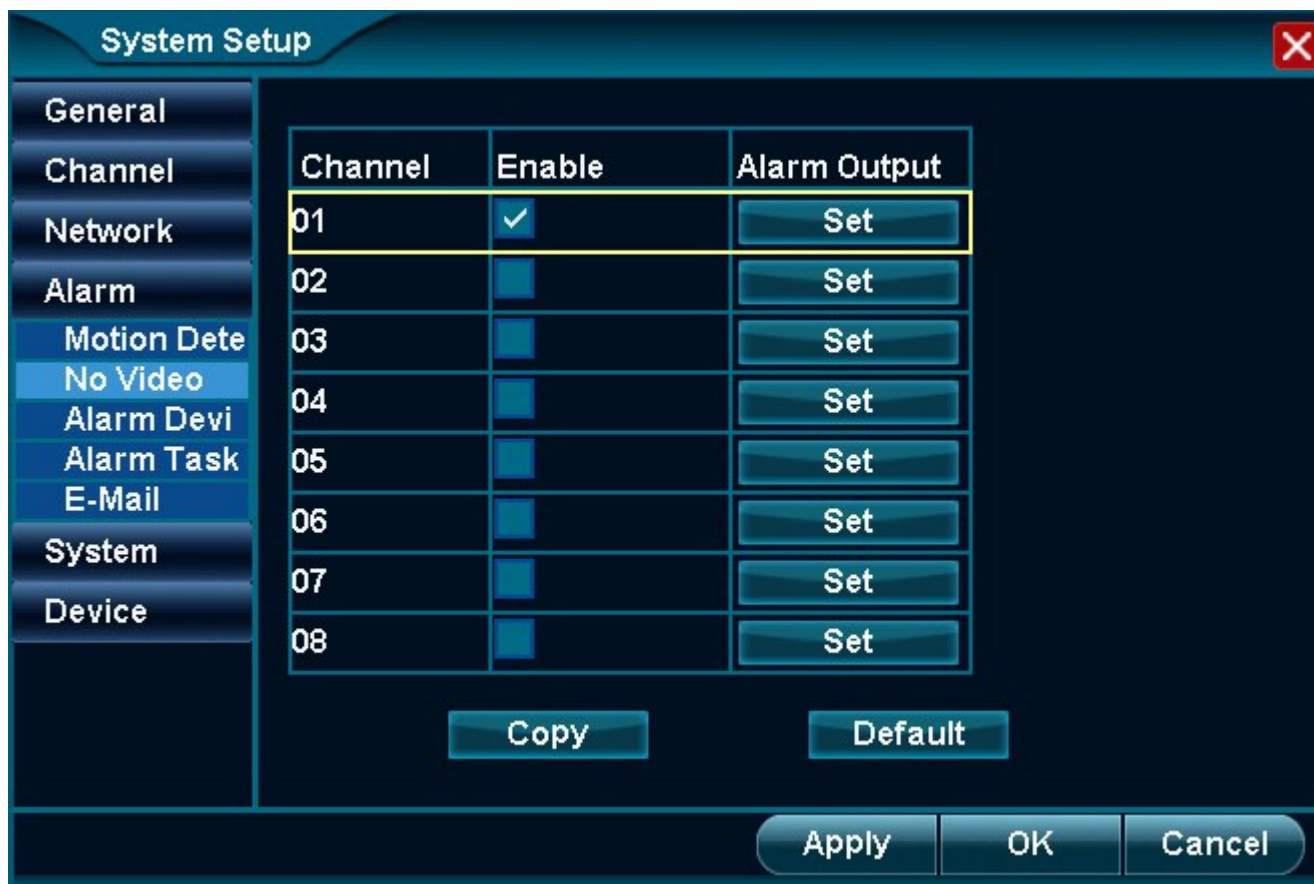 System Setup
General
Channel
Network
Alarm
Motion Dete
No Video
Alarm Devi
Alarm Task
E-Mail
System
Device
Channel Enable Alarm Output
01 Set
02 Set
03 Set
04 Set
05 Set
06 Set
07 Set
08 Set
Copy Default
Apply OK Cancel